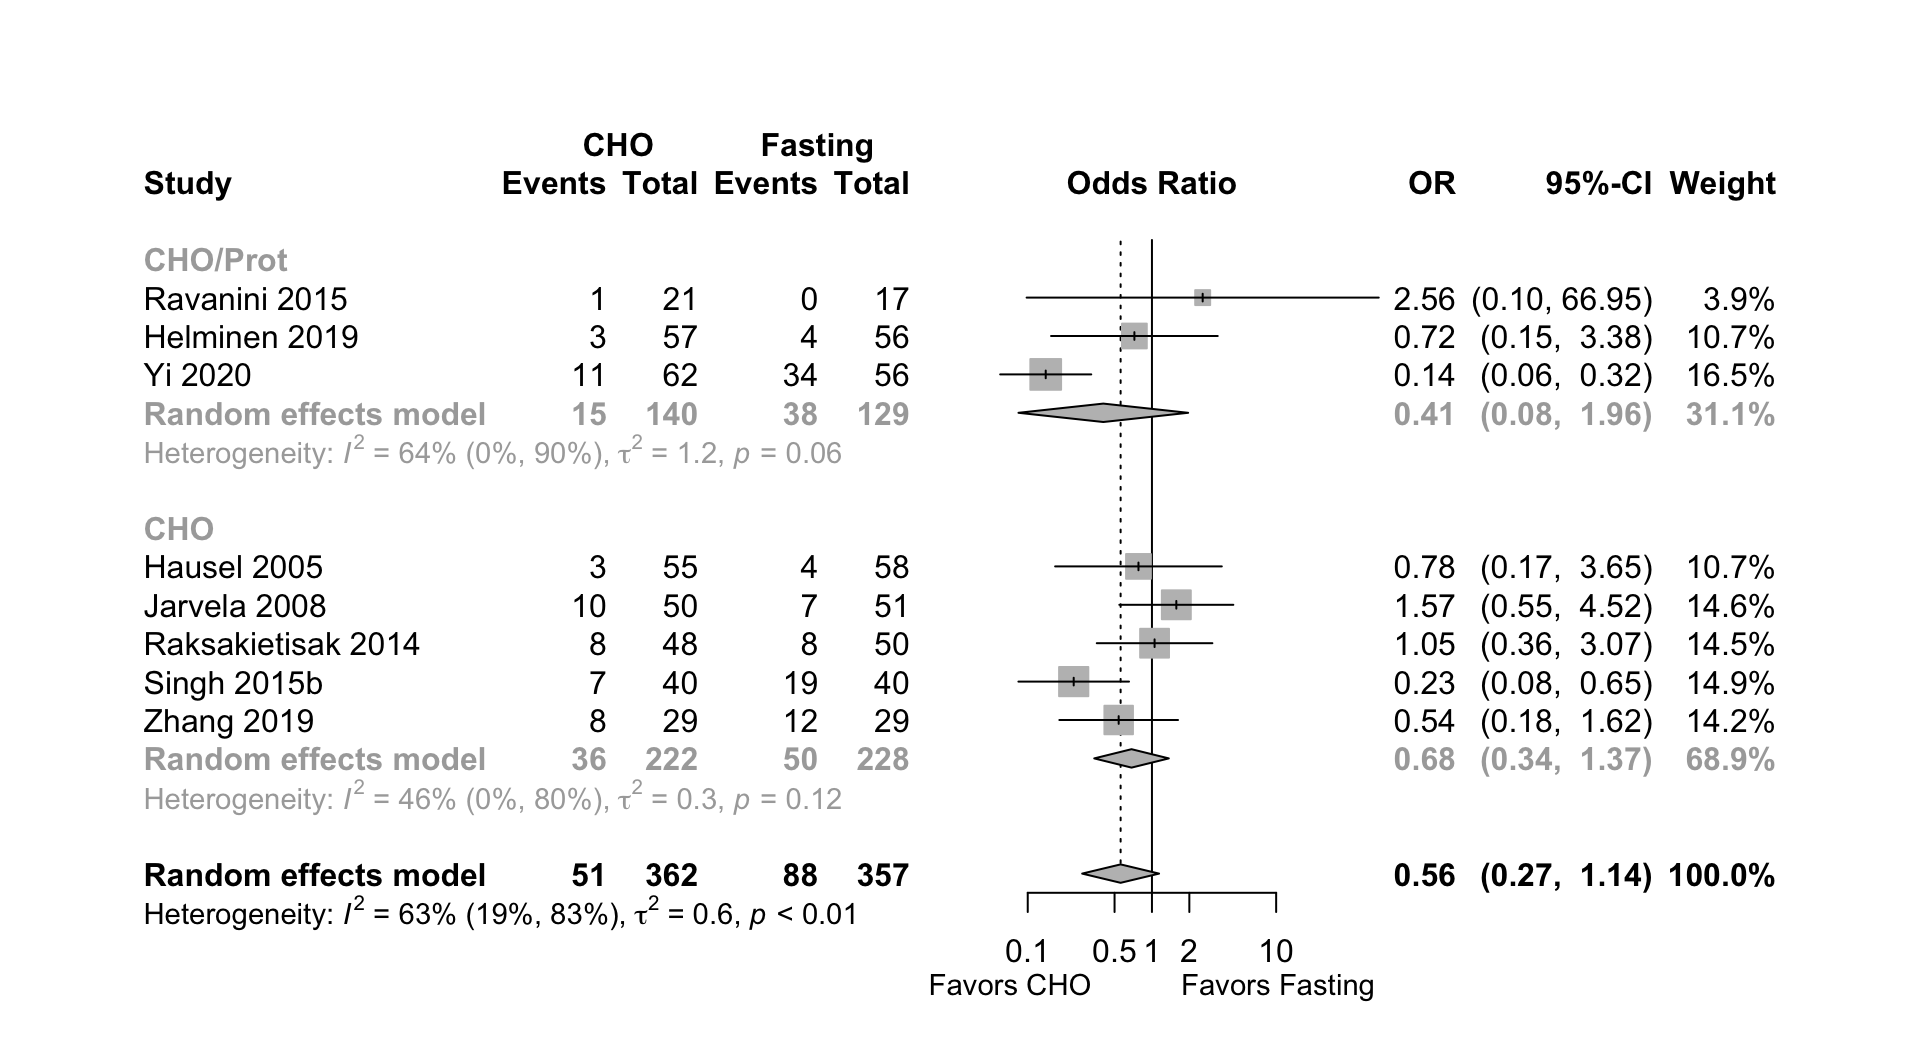 CHO Fasting
Study Events Total Events Total Odds Ratio OR 95%-CI Weight
CHO/Prot
Ravanini 2015 1 21 0 17 2.56 (0.10, 66.95) 3.9%
Helminen 2019 3 57 4 56 0.72 (0.15, 3.38) 10.7%
Yi 2020 11 62 34 56 0.14 (0.06, 0.32) 16.5%
Random effects model 15 140 38 129 0.41 (0.08, 1.96) 31.1%
Heterogeneity: I² = 64% (0%, 90%), τ² = 1.2, p = 0.06
CHO
Hausel 2005 3 55 4 58 0.78 (0.17, 3.65) 10.7%
Jarvela 2008 10 50 7 51 1.57 (0.55, 4.52) 14.6%
Raksakietisak 2014 8 48 8 50 1.05 (0.36, 3.07) 14.5%
Singh 2015b 7 40 19 40 0.23 (0.08, 0.65) 14.9%
Zhang 2019 8 29 12 29 0.54 (0.18, 1.62) 14.2%
Random effects model 36 222 50 228 0.68 (0.34, 1.37) 68.9%
Heterogeneity: I² = 46% (0%, 80%), τ² = 0.3, p = 0.12
Random effects model 51 362 88 357 0.56 (0.27, 1.14) 100.0%
Heterogeneity: I² = 63% (19%, 83%), τ² = 0.6, p < 0.01
0.1 0.5 1 2 10
Favors CHO Favors Fasting